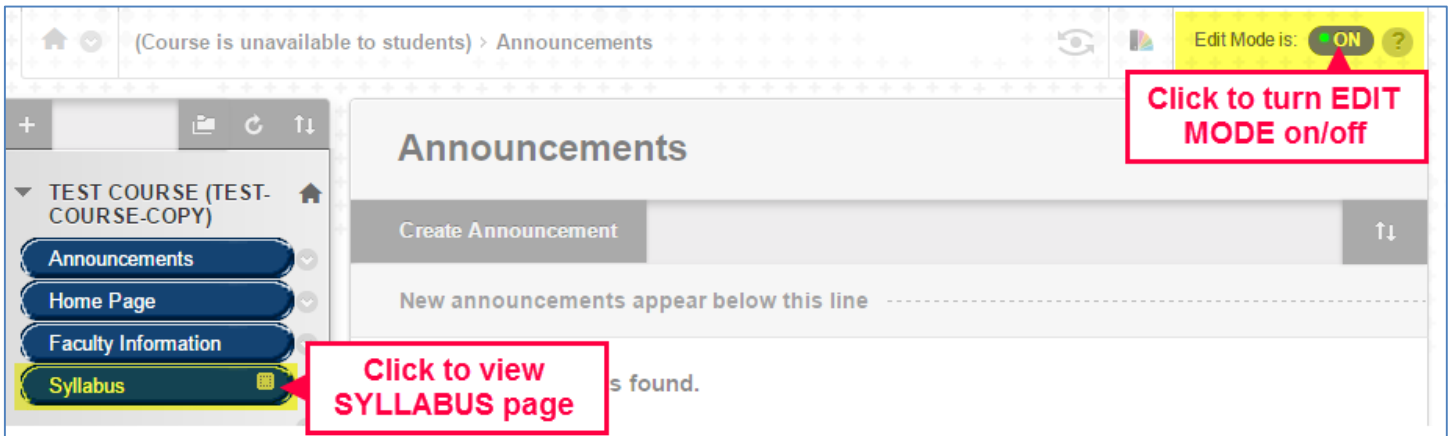 (Course is unavailable to students) > Announcements
Edit Mode is: ON ?
Click to turn EDIT
MODE on/off
+
Announcements
TEST COURSE (TEST-
COURSE-COPY)
Create Announcement
Announcements
Home Page
New announcements appear below this line
Faculty Information
Syllabus
Click to view
SYLLABUS page
found.